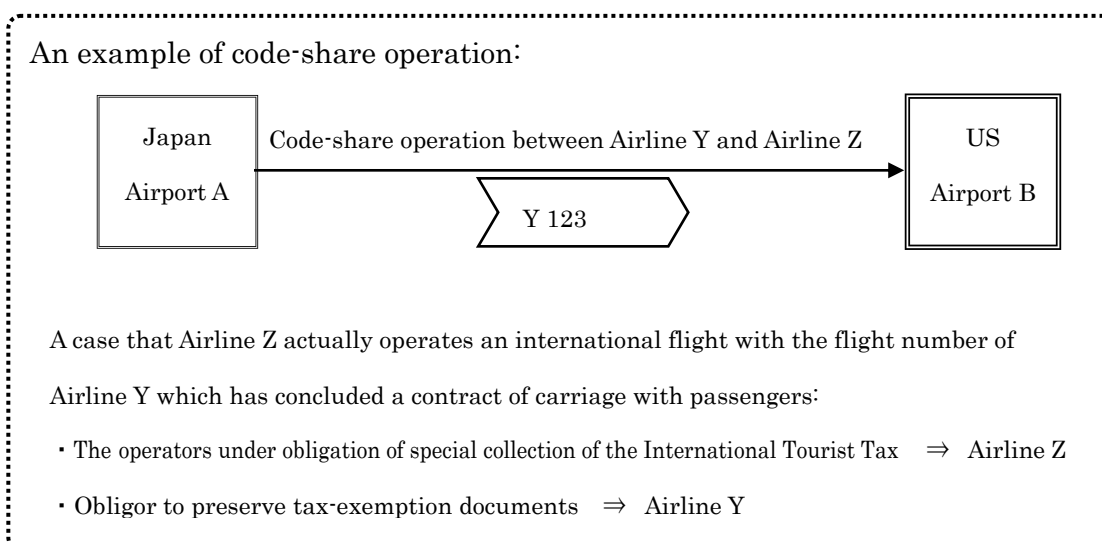 An example of code-share operation:
Japan
Airport A
Code-share operation between Airline Y and Airline Z
US
Airport B
Y 123
A case that Airline Z actually operates an international flight with the flight number of
Airline Y which has concluded a contract of carriage with passengers:
・The operators under obligation of special collection of the International Tourist Tax ⇒ Airline Z
・Obligor to preserve tax-exemption documents ⇒ Airline Y